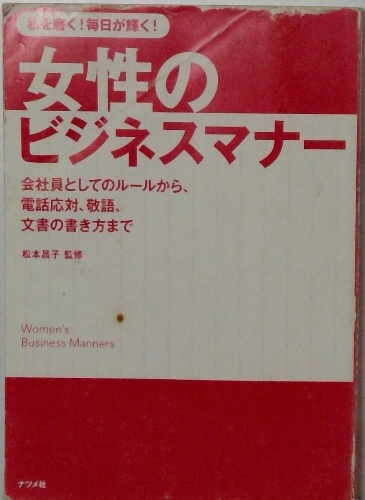 私を磨く!毎日が輝く!
女性の
ビジネスマナー
会社員としてのルールから、
電話応対、敬語、
文書の書き方まで
松本昌子 監修
Women's
Business Manners
ナツメ社